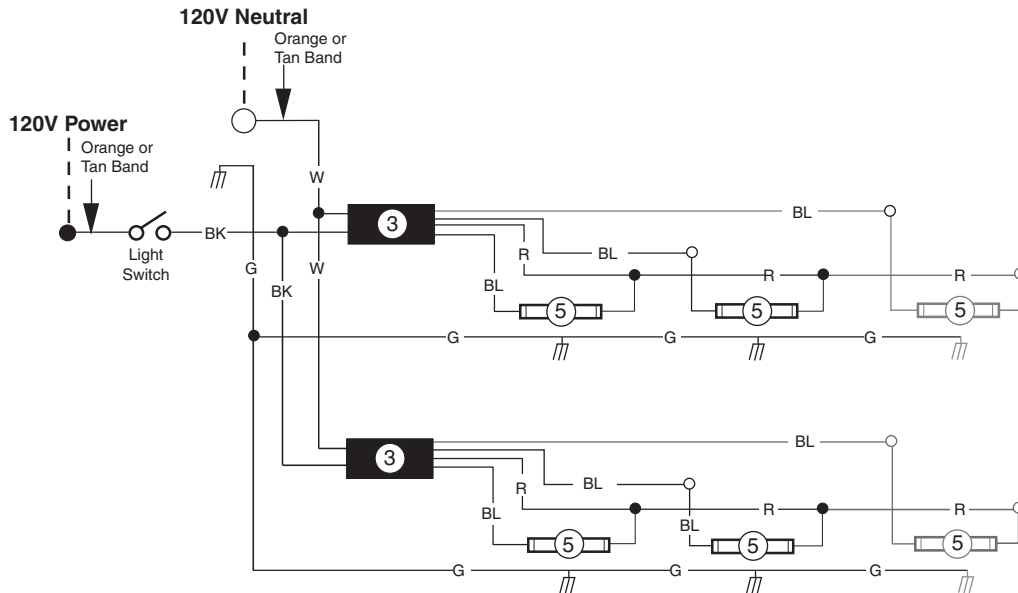 120V Neutral
Orange or
Tan Band
120V Power
Orange or
Tan Band
W
3
BL
BK
Light
Switch
G
W
BK
R
BL
R
R
BL
5
5
5
G
G
G
3
BL
R
BL
R
R
BL
BL
5
5
5
G
G
G